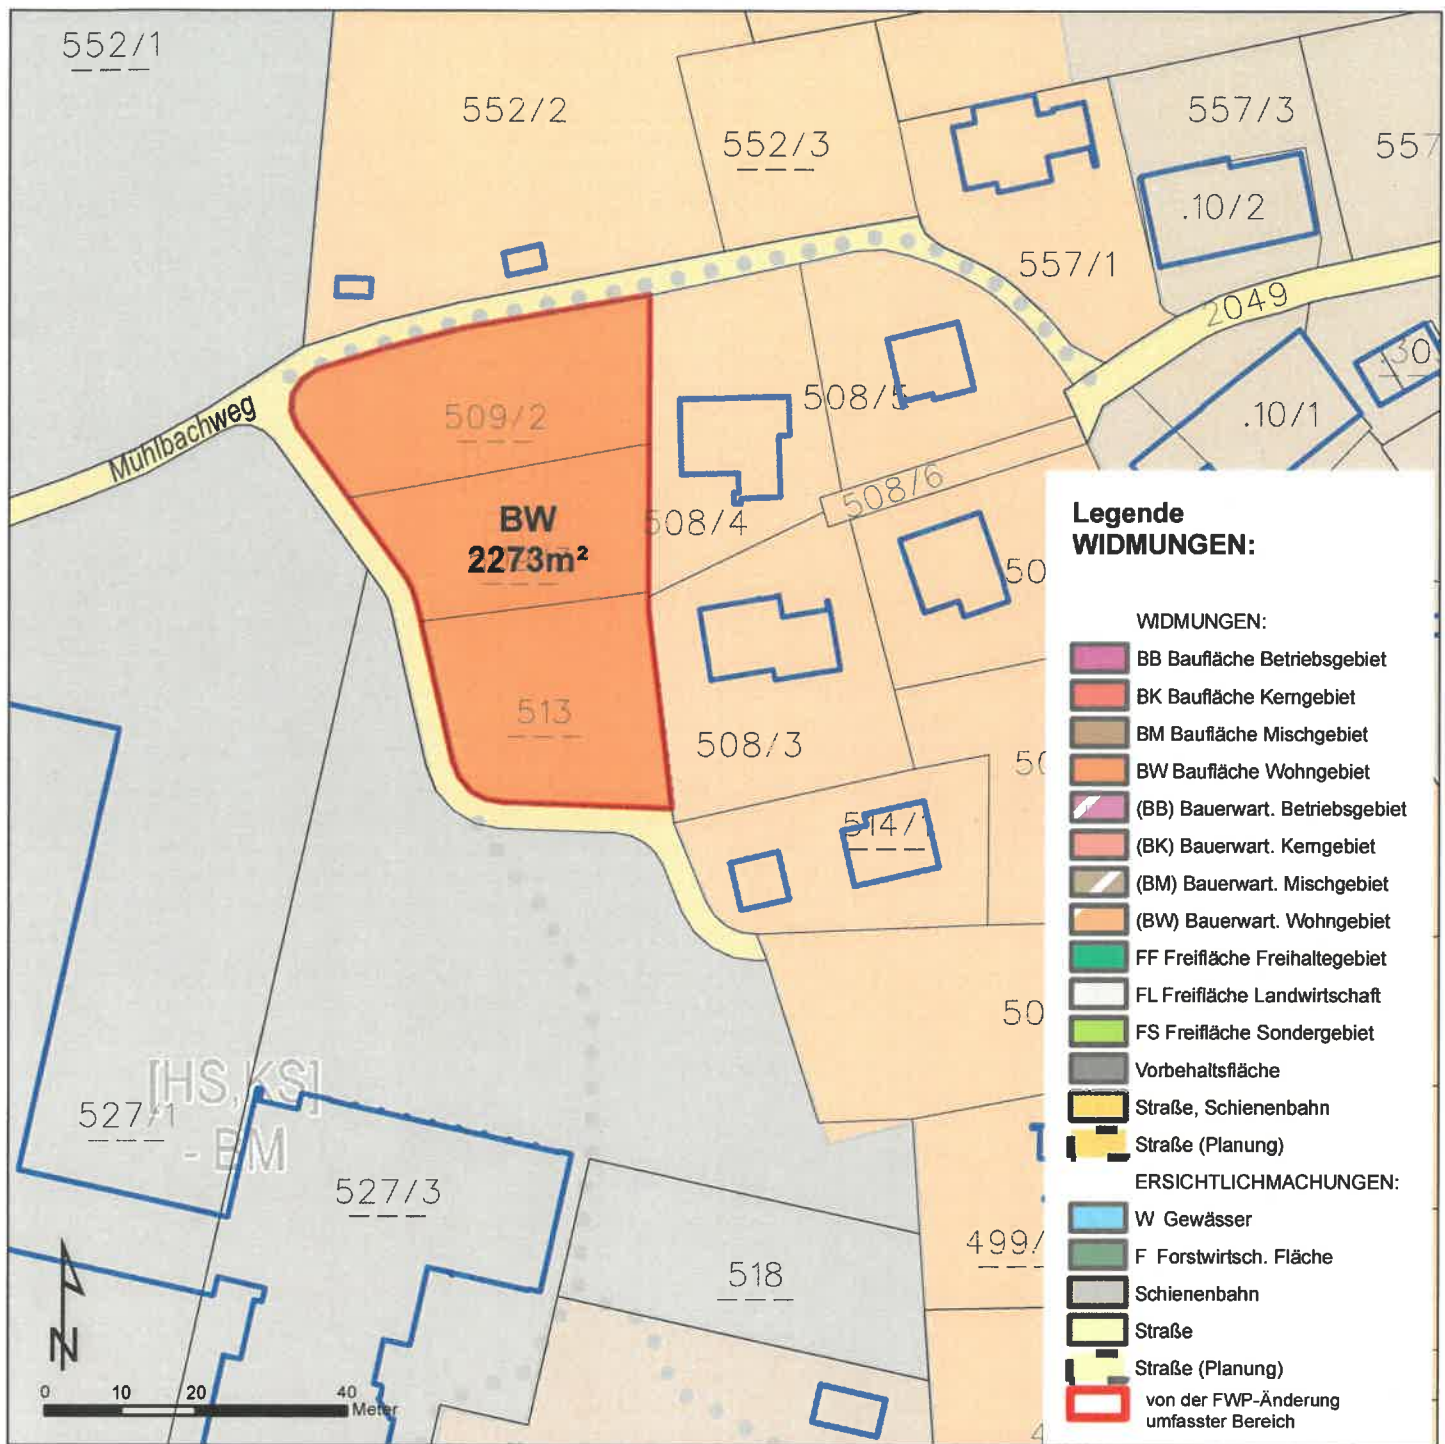 552/1
552/2
552/3
557/3
557
.10/2
557/1
2049
.30
.10/1
508/5
509/2
Mühlbachweg
508/6
508/4
BW
2273m²
50
513
508/3
50
514/1
50
[HS,KS]
- BM
527/1
527/3
499/
518
4
N
0 10 20 40
Meter
Legende
WIDMUNGEN:
WIDMUNGEN:
BB Baufläche Betriebsgebiet
BK Baufläche Kerngebiet
BM Baufläche Mischgebiet
BW Baufläche Wohngebiet
(BB) Bauerwart. Betriebsgebiet
(BK) Bauerwart. Kerngebiet
(BM) Bauerwart. Mischgebiet
(BW) Bauerwart. Wohngebiet
FF Freifläche Freihaltegebiet
FL Freifläche Landwirtschaft
FS Freifläche Sondergebiet
Vorbehaltsfläche
Straße, Schienenbahn
Straße (Planung)
ERSICHTLICHMACHUNGEN:
W Gewässer
F Forstwirtsch. Fläche
Schienenbahn
Straße
Straße (Planung)
von der FWP-Änderung
umfasster Bereich